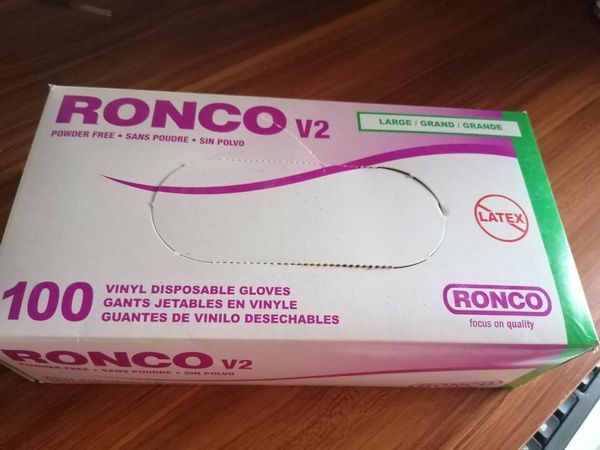 RONCO V2
POWDER FREE • SANS POUDRE • SIN POLVO
LARGE / GRAND / GRANDE
LATEX
100
VINYL DISPOSABLE GLOVES
GANTS JETABLES EN VINYLE
GUANTES DE VINILO DESECHABLES
RONCO
focus on quality
RONCO V2
POWDER FREE • SANS POUDRE • SIN POLVO
RONCO